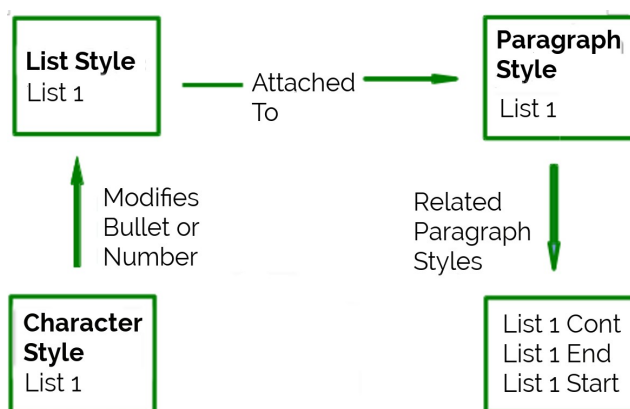 List Style
List 1
Attached
To
Paragraph
Style
List 1
Modifies
Bullet or
Number
Related
Paragraph
Styles
Character
Style
List 1
List 1 Cont
List 1 End
List 1 Start